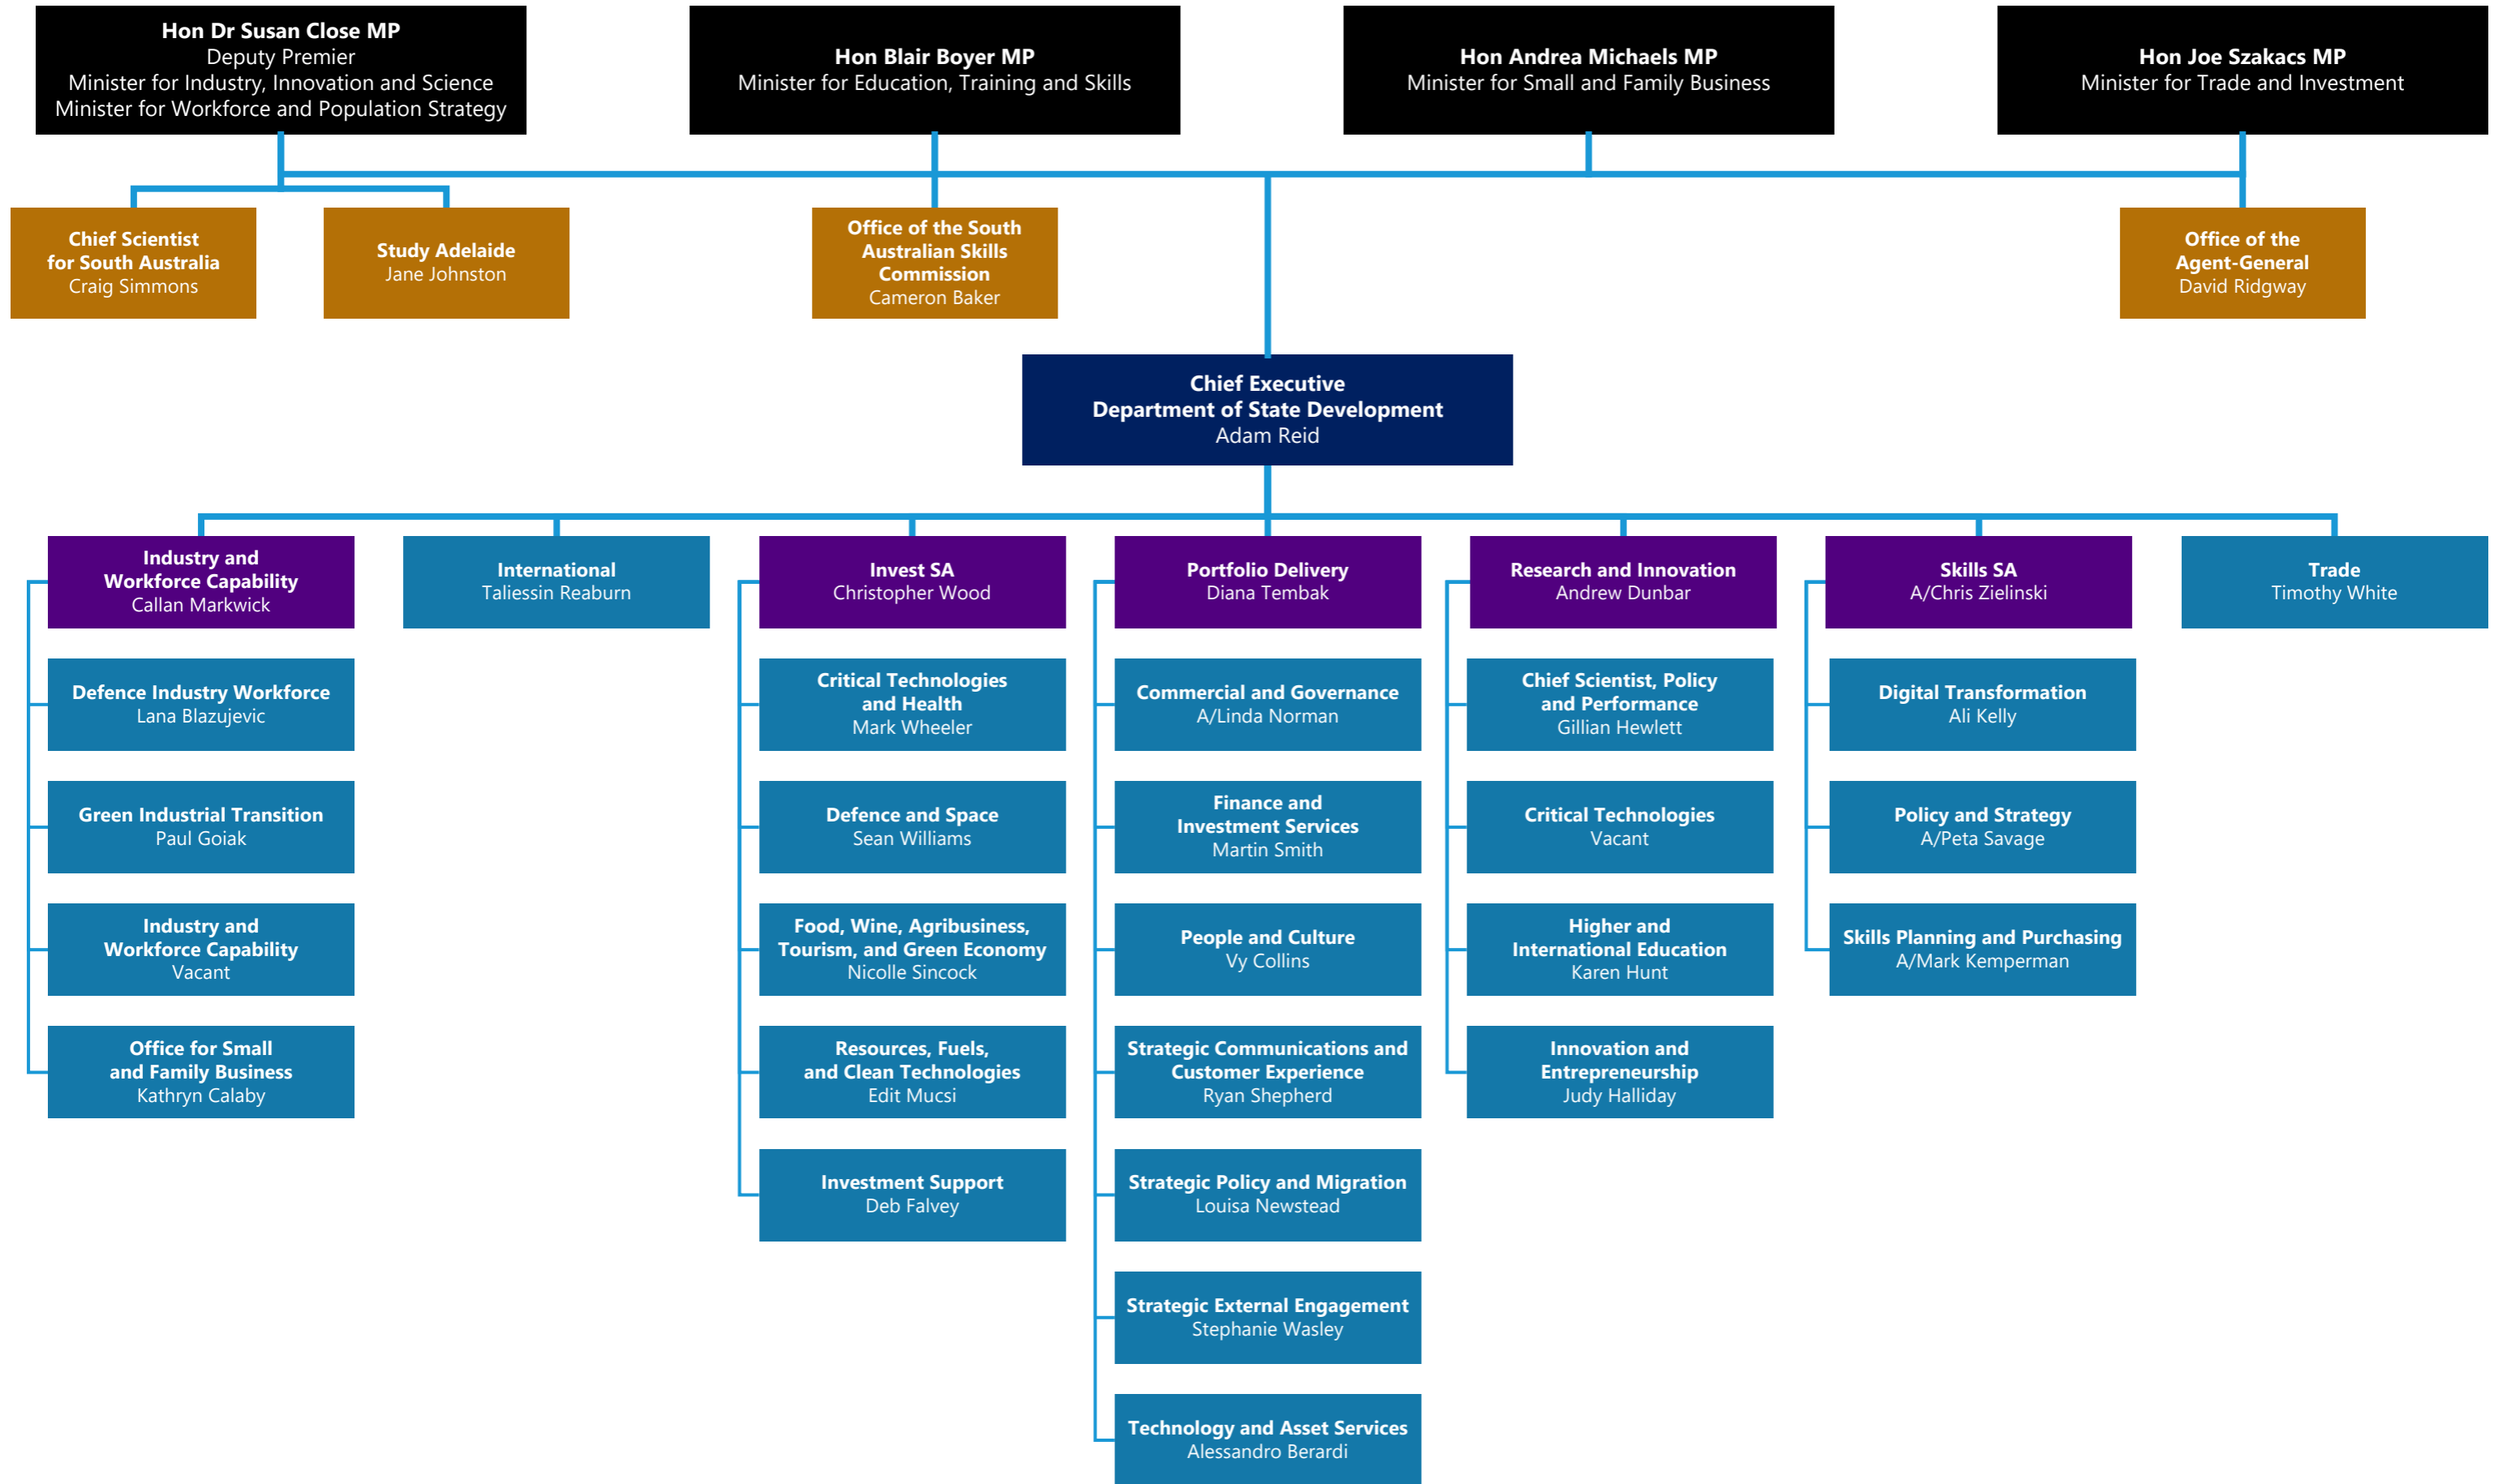 Hon Dr Susan Close MP
Deputy Premier
Minister for Industry, Innovation and Science
Minister for Workforce and Population Strategy
Hon Blair Boyer MP
Minister for Education, Training and Skills
Hon Andrea Michaels MP
Minister for Small and Family Business
Hon Joe Szakacs MP
Minister for Trade and Investment
Chief Scientist
for South Australia
Craig Simmons
Study Adelaide
Jane Johnston
Office of the South
Australian Skills
Commission
Cameron Baker
Office of the
Agent-General
David Ridgway
Chief Executive
Department of State Development
Adam Reid
Industry and
Workforce Capability
Callan Markwick
International
Taliessin Reaburn
Invest SA
Christopher Wood
Portfolio Delivery
Diana Tembak
Research and Innovation
Andrew Dunbar
Skills SA
A/Chris Zielinski
Trade
Timothy White
Defence Industry Workforce
Lana Blazujevic
Green Industrial Transition
Paul Goiak
Industry and
Workforce Capability
Vacant
Office for Small
and Family Business
Kathryn Calaby
Critical Technologies
and Health
Mark Wheeler
Defence and Space
Sean Williams
Food, Wine, Agribusiness,
Tourism, and Green Economy
Nicolle Sincock
Resources, Fuels,
and Clean Technologies
Edit Mucsi
Investment Support
Deb Falvey
Commercial and Governance
A/Linda Norman
Finance and
Investment Services
Martin Smith
People and Culture
Vy Collins
Strategic Communications and
Customer Experience
Ryan Shepherd
Strategic Policy and Migration
Louisa Newstead
Strategic External Engagement
Stephanie Wasley
Technology and Asset Services
Alessandro Berardi
Chief Scientist, Policy
and Performance
Gillian Hewlett
Critical Technologies
Vacant
Higher and
International Education
Karen Hunt
Innovation and
Entrepreneurship
Judy Halliday
Digital Transformation
Ali Kelly
Policy and Strategy
A/Peta Savage
Skills Planning and Purchasing
A/Mark Kemperman